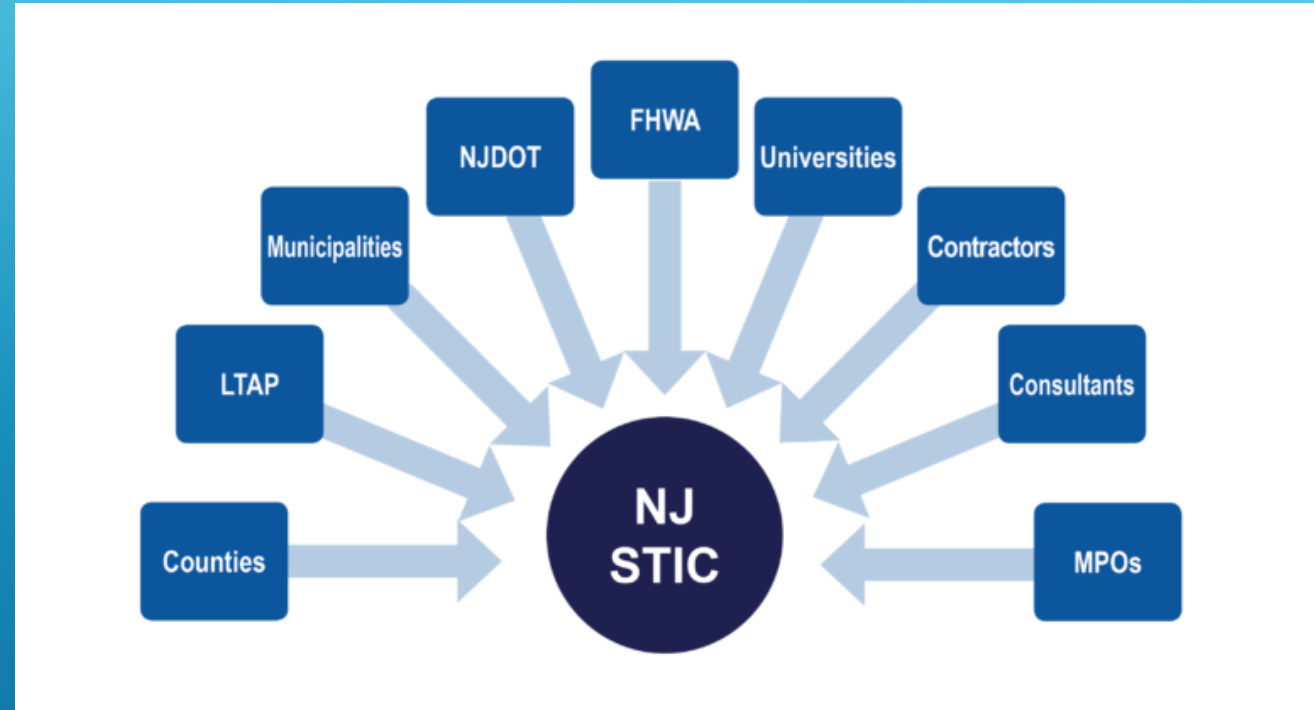 FHWA
NJDOT
Universities
Municipalities
Contractors
LTAP
Consultants
NJ
STIC
Counties
MPOs